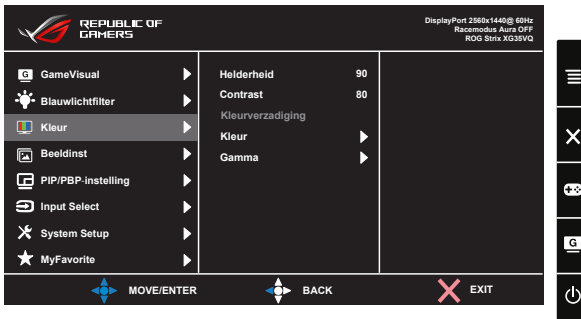 REPUBLIC OF
GAMERS
DisplayPort 2560x1440@ 60Hz
Racemodus Aura OFF
ROG Strix XG35VQ
G GameVisual
Blauwlichtfilter
Kleur
Beeldinst
PIP/PBP-instelling
Input Select
System Setup
MyFavorite
Helderheid 90
Contrast 80
Kleurverzadiging
Kleur
Gamma
G
MOVE/ENTER
BACK
EXIT